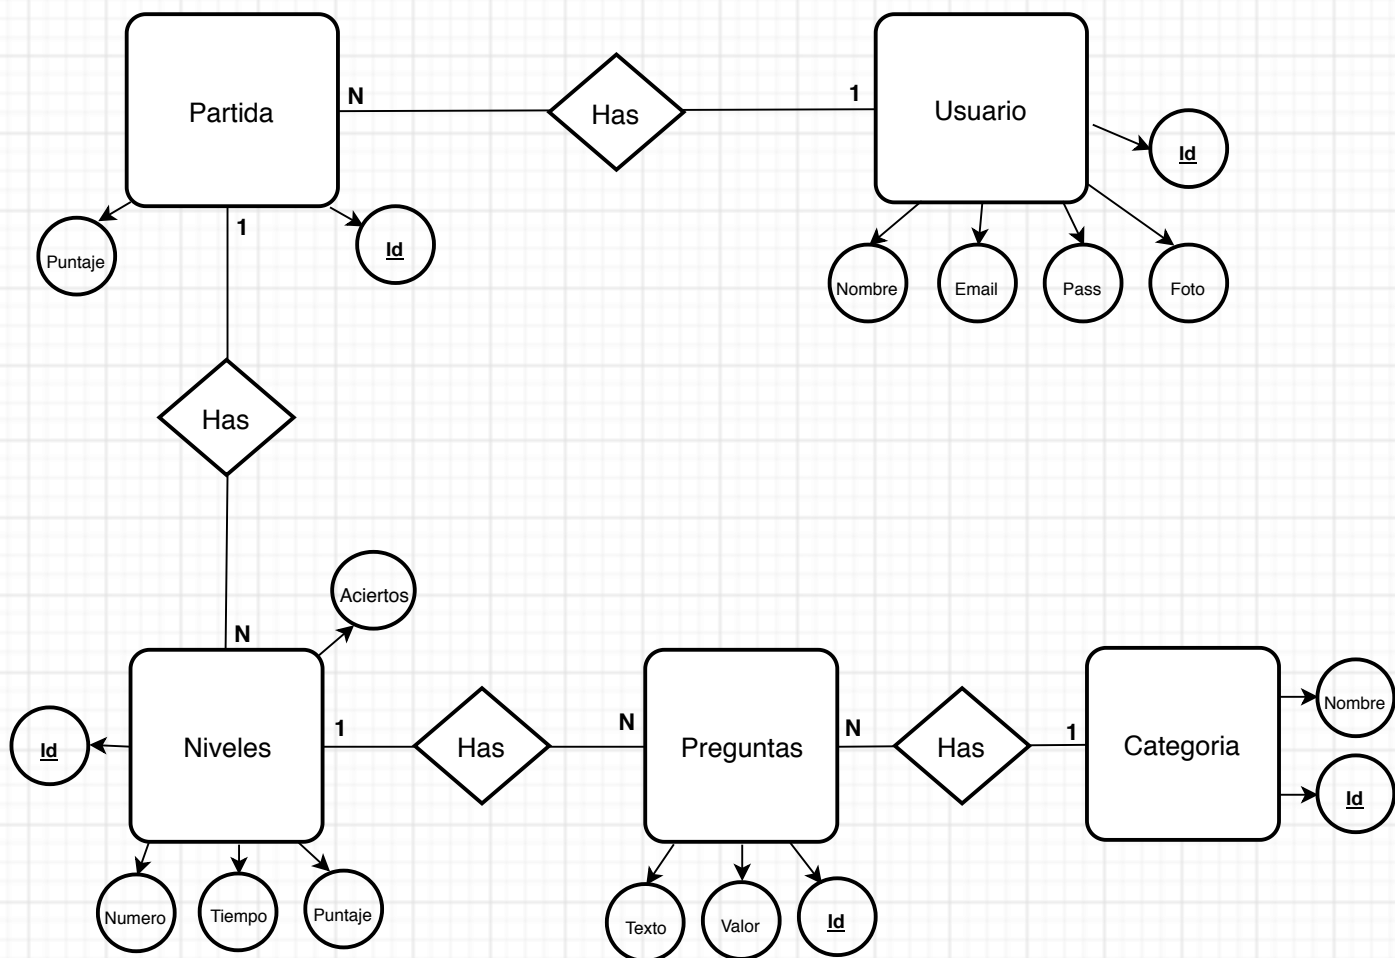 Partida
N
Has
1
Usuario
Id
Puntaje
1
Id
Nombre
Email
Pass
Foto
Has
N
Aciertos
Id
Niveles
1
Has
N
Preguntas
N
Has
1
Categoria
Nombre
Id
Numero
Tiempo
Puntaje
Texto
Valor
Id